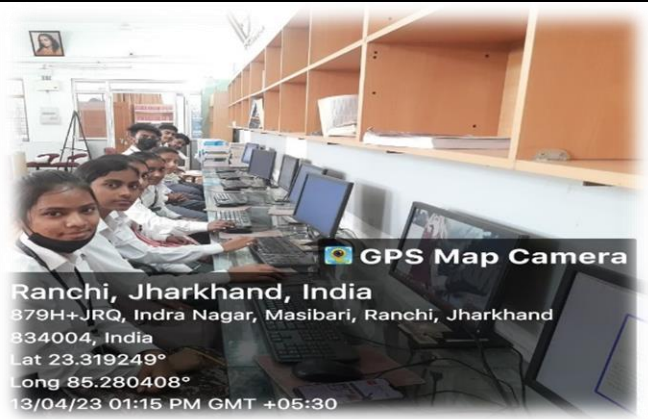 GPS Map Camera
Ranchi, Jharkhand, India
879H+JRQ, Indra Nagar, Masibari, Ranchi, Jharkhand
834004, India
Lat 23.319249°
Long 85.280408°
13/04/23 01:15 PM GMT +05:30